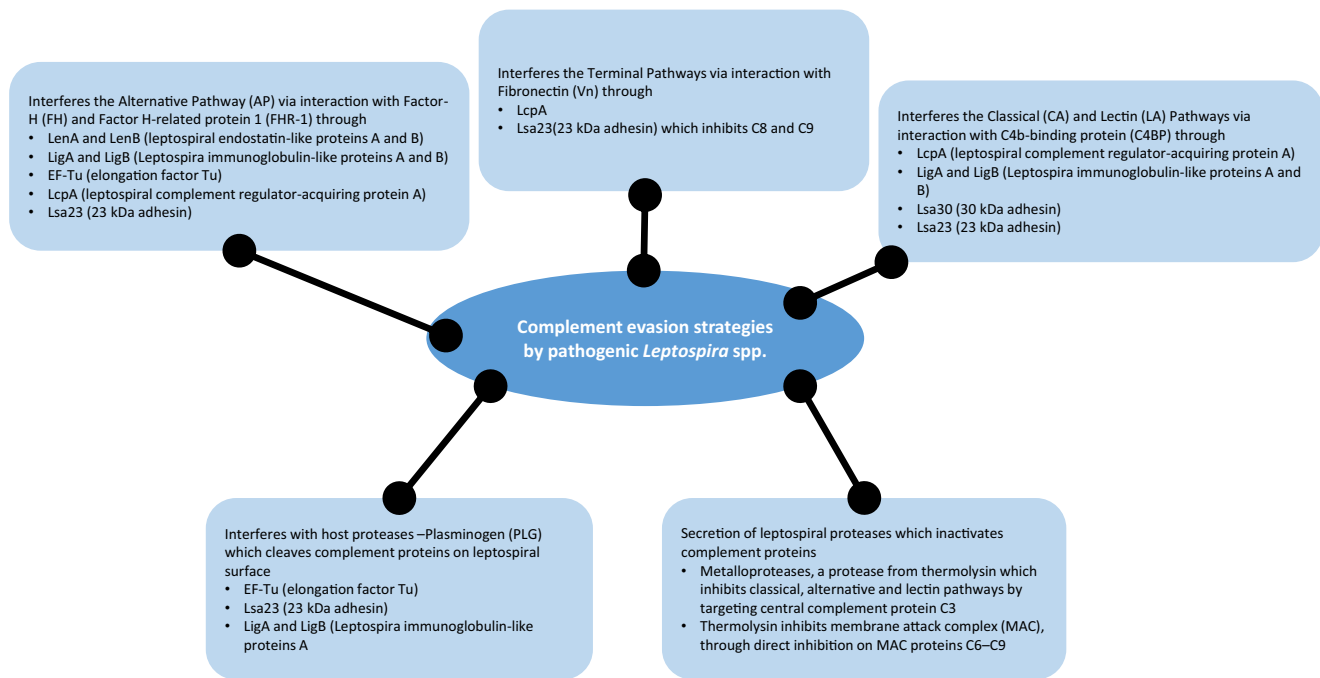 Interferes the Alternative Pathway (AP) via interaction with Factor-
H (FH) and Factor H-related protein 1 (FHR-1) through
• LenA and LenB (leptospiral endostatin-like proteins A and B)
• LigA and LigB (Leptospira immunoglobulin-like proteins A and B)
• EF-Tu (elongation factor Tu)
• LcpA (leptospiral complement regulator-acquiring protein A)
• Lsa23 (23 kDa adhesin)
Interferes the Terminal Pathways via interaction with
Fibronectin (Vn) through
• LcpA
• Lsa23(23 kDa adhesin) which inhibits C8 and C9
Interferes the Classical (CA) and Lectin (LA) Pathways via
interaction with C4b-binding protein (C4BP) through
• LcpA (leptospiral complement regulator-acquiring protein A)
• LigA and LigB (Leptospira immunoglobulin-like proteins A and
B)
• Lsa30 (30 kDa adhesin)
• Lsa23 (23 kDa adhesin)
Complement evasion strategies
by pathogenic Leptospira spp.
Interferes with host proteases –Plasminogen (PLG)
which cleaves complement proteins on leptospiral
surface
• EF-Tu (elongation factor Tu)
• Lsa23 (23 kDa adhesin)
• LigA and LigB (Leptospira immunoglobulin-like
proteins A
Secretion of leptospiral proteases which inactivates
complement proteins
• Metalloproteases, a protease from thermolysin which
inhibits classical, alternative and lectin pathways by
targeting central complement protein C3
• Thermolysin inhibits membrane attack complex (MAC),
through direct inhibition on MAC proteins C6–C9